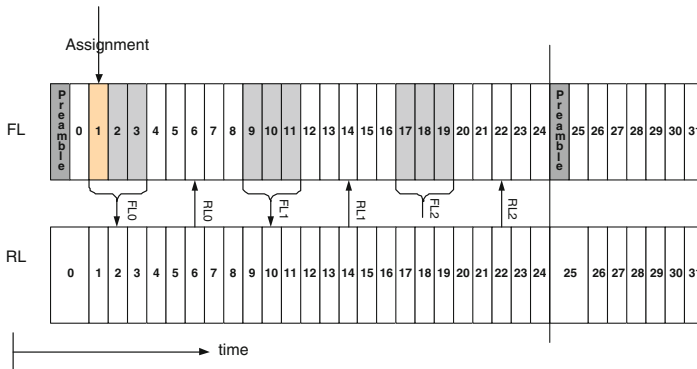 Assignment
FL
Preamble 0 1 2 3 4 5 6 7 8 9 10 11 12 13 14 15 16 17 18 19 20 21 22 23 24 Preamble 25 26 27 28 29 30 31
FL0 RL0 FL1 RL1 FL2 RL2
RL
0 1 2 3 4 5 6 7 8 9 10 11 12 13 14 15 16 17 18 19 20 21 22 23 24 25 26 27 28 29 30 31
time